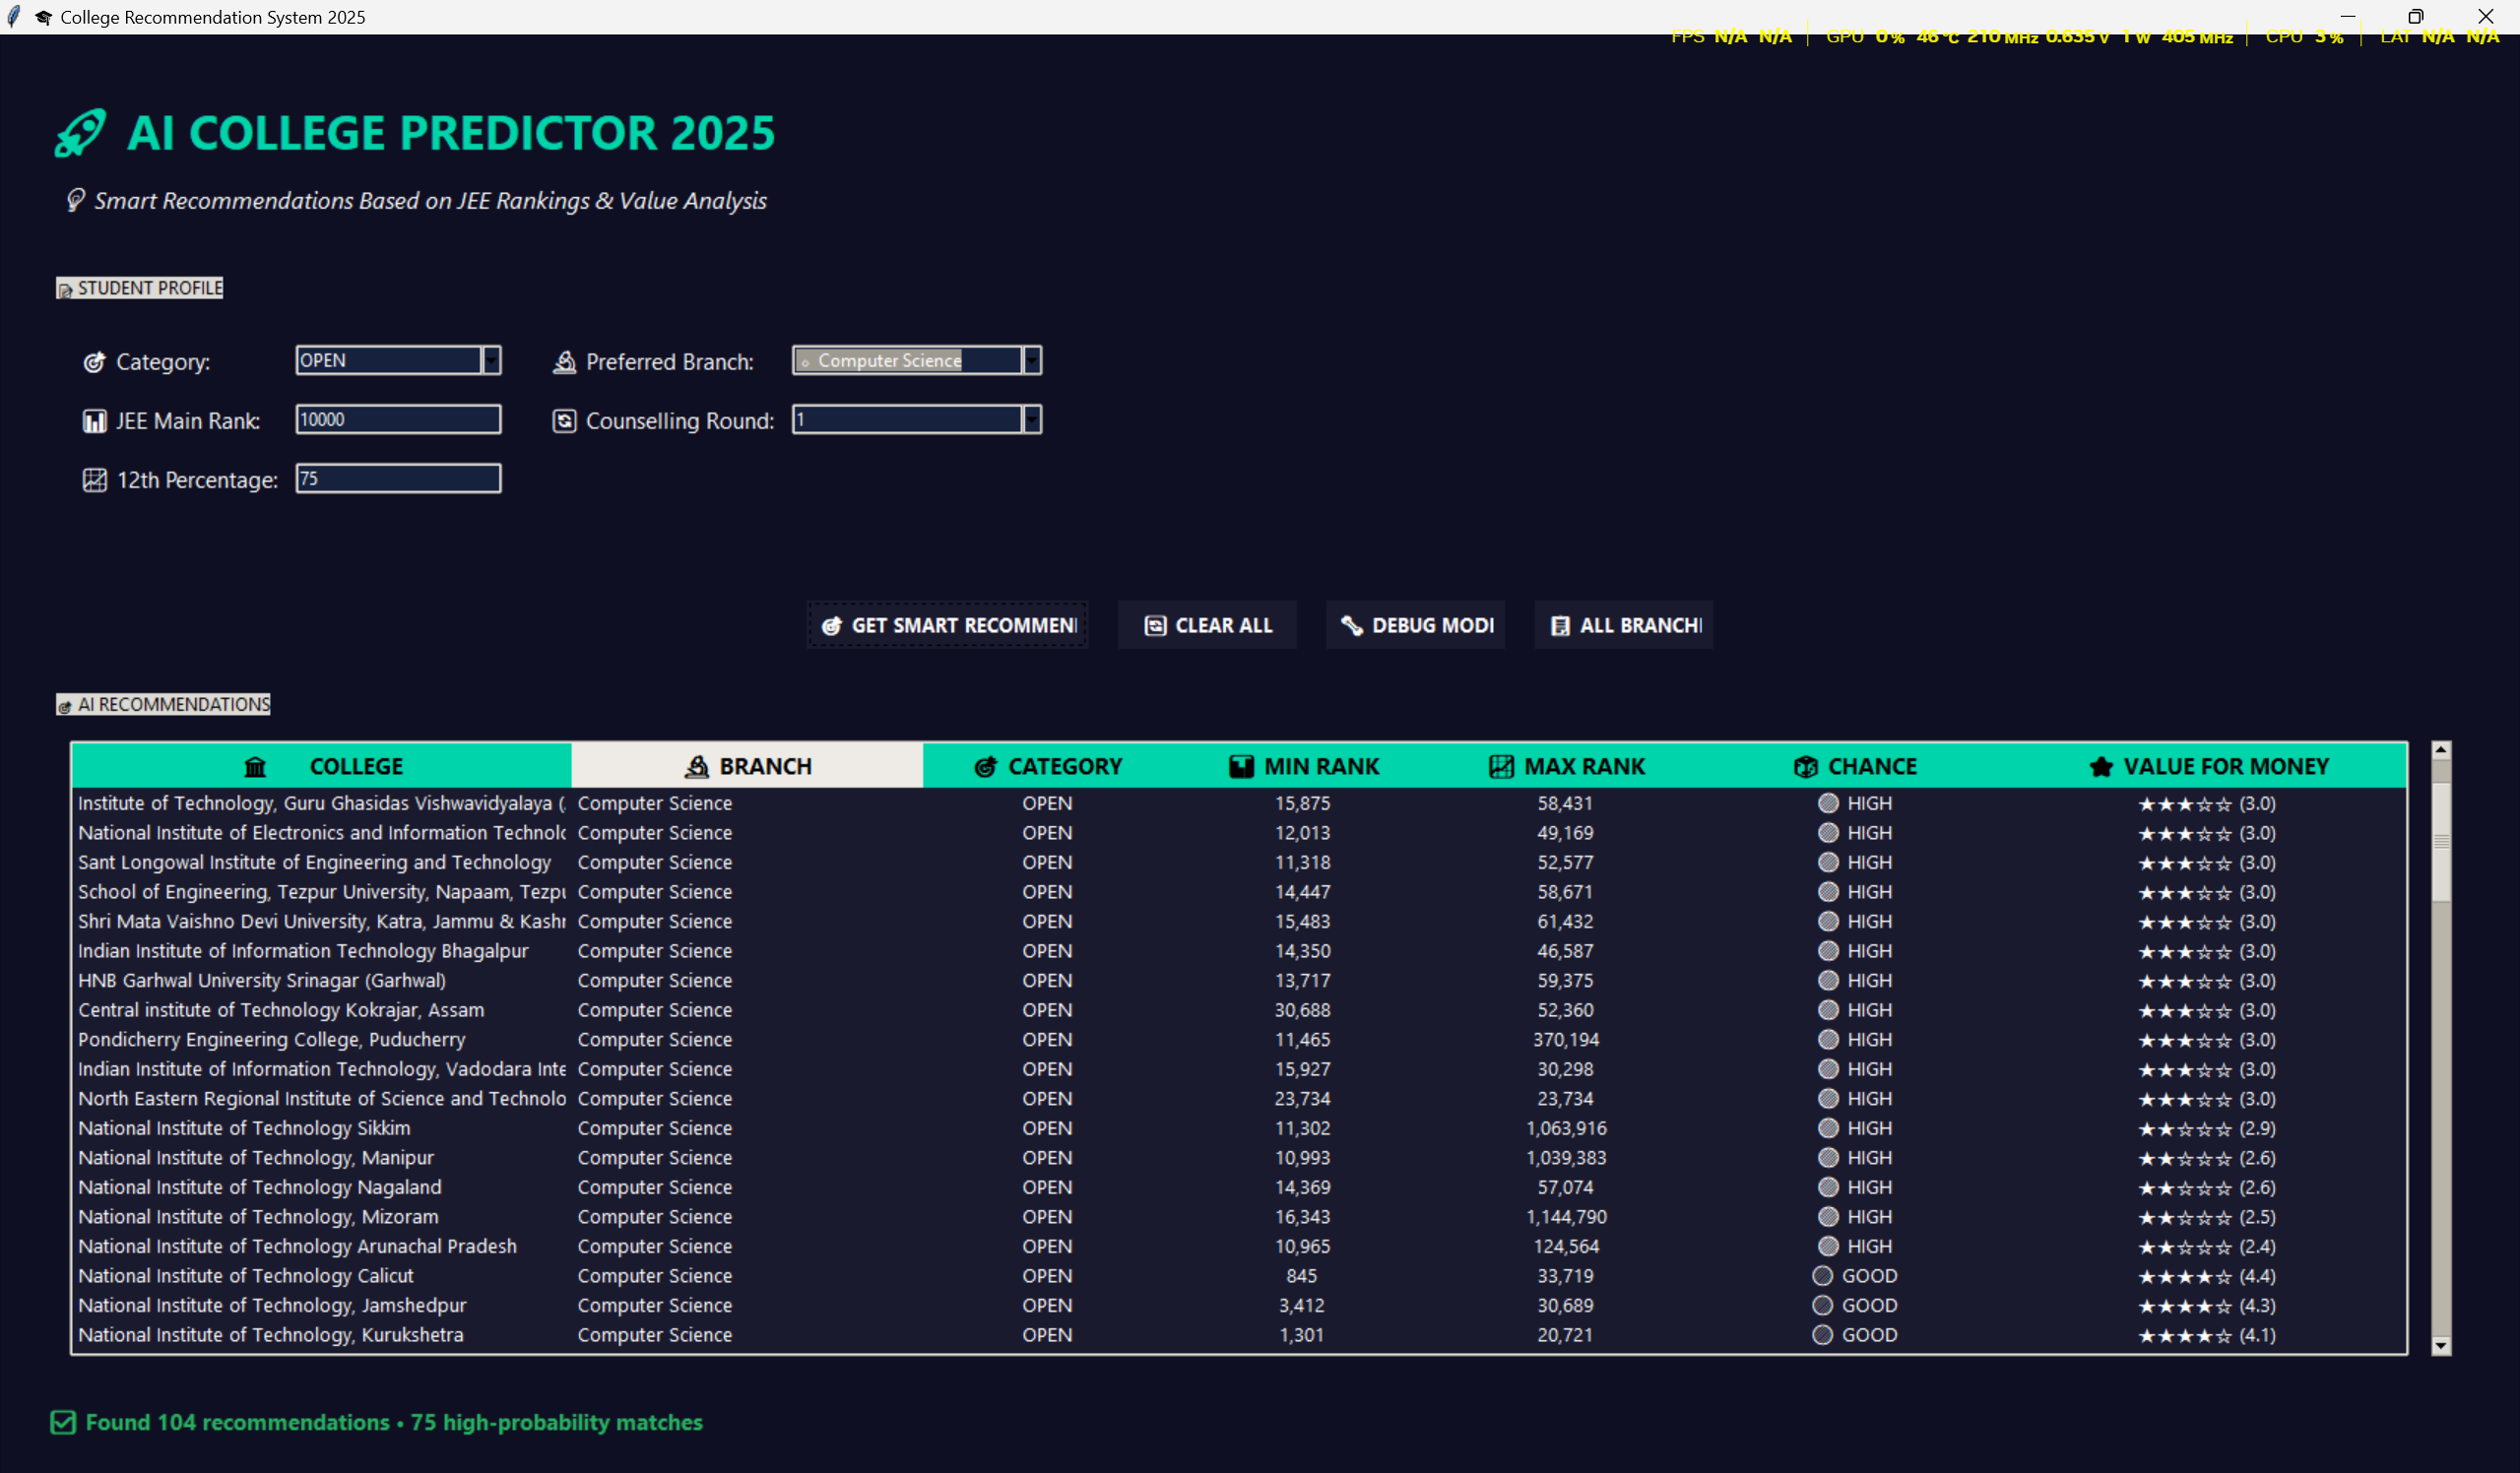 College Recommendation System 2025
FPS N/A N/A GPU 0% 46°C 210 MHz 0.635 V 1 W 405 MHz CPU 3% LAT N/A N/A
AI COLLEGE PREDICTOR 2025
Smart Recommendations Based on JEE Rankings & Value Analysis
STUDENT PROFILE
Category: OPEN Preferred Branch: Computer Science
JEE Main Rank: 10000 Counselling Round: 1
12th Percentage: 75
GET SMART RECOMMEN CLEAR ALL DEBUG MODI ALL BRANCH
AI RECOMMENDATIONS
COLLEGE BRANCH CATEGORY MIN RANK MAX RANK CHANCE VALUE FOR MONEY
Institute of Technology, Guru Ghasidas Vishwavidyalaya (. Computer Science OPEN 15,875 58,431 HIGH ★★★☆☆ (3.0)
National Institute of Electronics and Information Technolc Computer Science OPEN 12,013 49,169 HIGH ★★★☆☆ (3.0)
Sant Longowal Institute of Engineering and Technology Computer Science OPEN 11,318 52,577 HIGH ★★★☆☆ (3.0)
School of Engineering, Tezpur University, Napaam, Tezpu Computer Science OPEN 14,447 58,671 HIGH ★★★☆☆ (3.0)
Shri Mata Vaishno Devi University, Katra, Jammu & Kashr Computer Science OPEN 15,483 61,432 HIGH ★★★☆☆ (3.0)
Indian Institute of Information Technology Bhagalpur Computer Science OPEN 14,350 46,587 HIGH ★★★☆☆ (3.0)
HNB Garhwal University Srinagar (Garhwal) Computer Science OPEN 13,717 59,375 HIGH ★★★☆☆ (3.0)
Central institute of Technology Kokrajar, Assam Computer Science OPEN 30,688 52,360 HIGH ★★★☆☆ (3.0)
Pondicherry Engineering College, Puducherry Computer Science OPEN 11,465 370,194 HIGH ★★★☆☆ (3.0)
Indian Institute of Information Technology, Vadodara Inte Computer Science OPEN 15,927 30,298 HIGH ★★★☆☆ (3.0)
North Eastern Regional Institute of Science and Technolo Computer Science OPEN 23,734 23,734 HIGH ★★★☆☆ (3.0)
National Institute of Technology Sikkim Computer Science OPEN 11,302 1,063,916 HIGH ★★☆☆☆ (2.9)
National Institute of Technology, Manipur Computer Science OPEN 10,993 1,039,383 HIGH ★★☆☆☆ (2.6)
National Institute of Technology Nagaland Computer Science OPEN 14,369 57,074 HIGH ★★☆☆☆ (2.6)
National Institute of Technology, Mizoram Computer Science OPEN 16,343 1,144,790 HIGH ★★☆☆☆ (2.5)
National Institute of Technology Arunachal Pradesh Computer Science OPEN 10,965 124,564 HIGH ★★☆☆☆ (2.4)
National Institute of Technology Calicut Computer Science OPEN 845 33,719 GOOD ★★★★☆ (4.4)
National Institute of Technology, Jamshedpur Computer Science OPEN 3,412 30,689 GOOD ★★★★☆ (4.3)
National Institute of Technology, Kurukshetra Computer Science OPEN 1,301 20,721 GOOD ★★★★☆ (4.1)
Found 104 recommendations • 75 high-probability matches